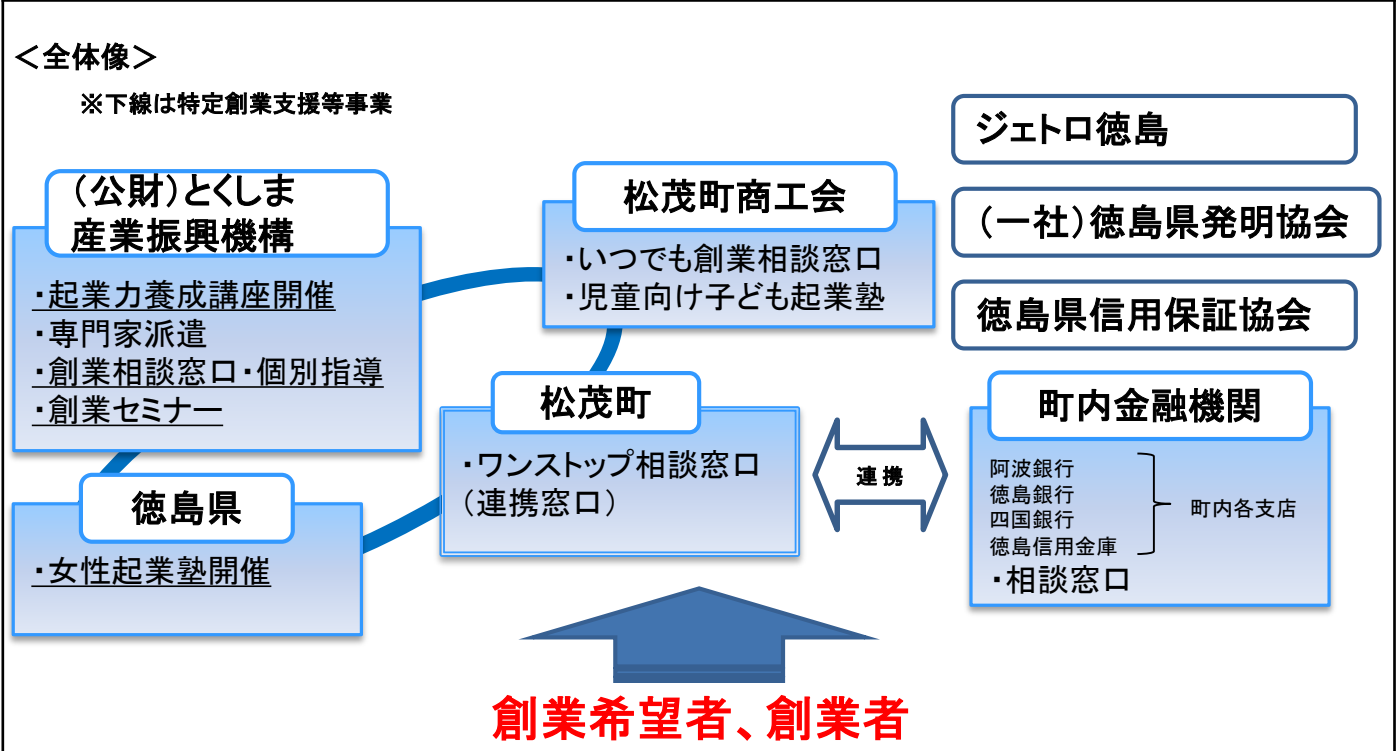 ＜全体像＞
※下線は特定創業支援等事業
（公財）とくしま
産業振興機構
・起業力養成講座開催
・専門家派遣
・創業相談窓口・個別指導
・創業セミナー
徳島県
・女性起業塾開催
松茂町商工会
・いつでも創業相談窓口
・児童向け子ども起業塾
松茂町
・ワンストップ相談窓口
（連携窓口）
連携
ジェトロ徳島
（一社）徳島県発明協会
徳島県信用保証協会
町内金融機関
阿波銀行
徳島銀行
四国銀行
徳島信用金庫
町内各支店
・相談窓口
創業希望者、創業者